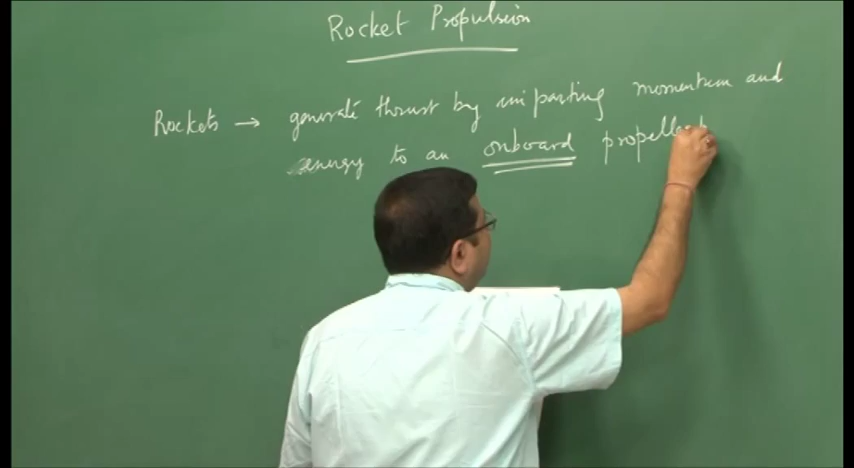 Rocket Propulsion
Rockets → generate thrust by imparting momentum and
energy to an onboard propellant